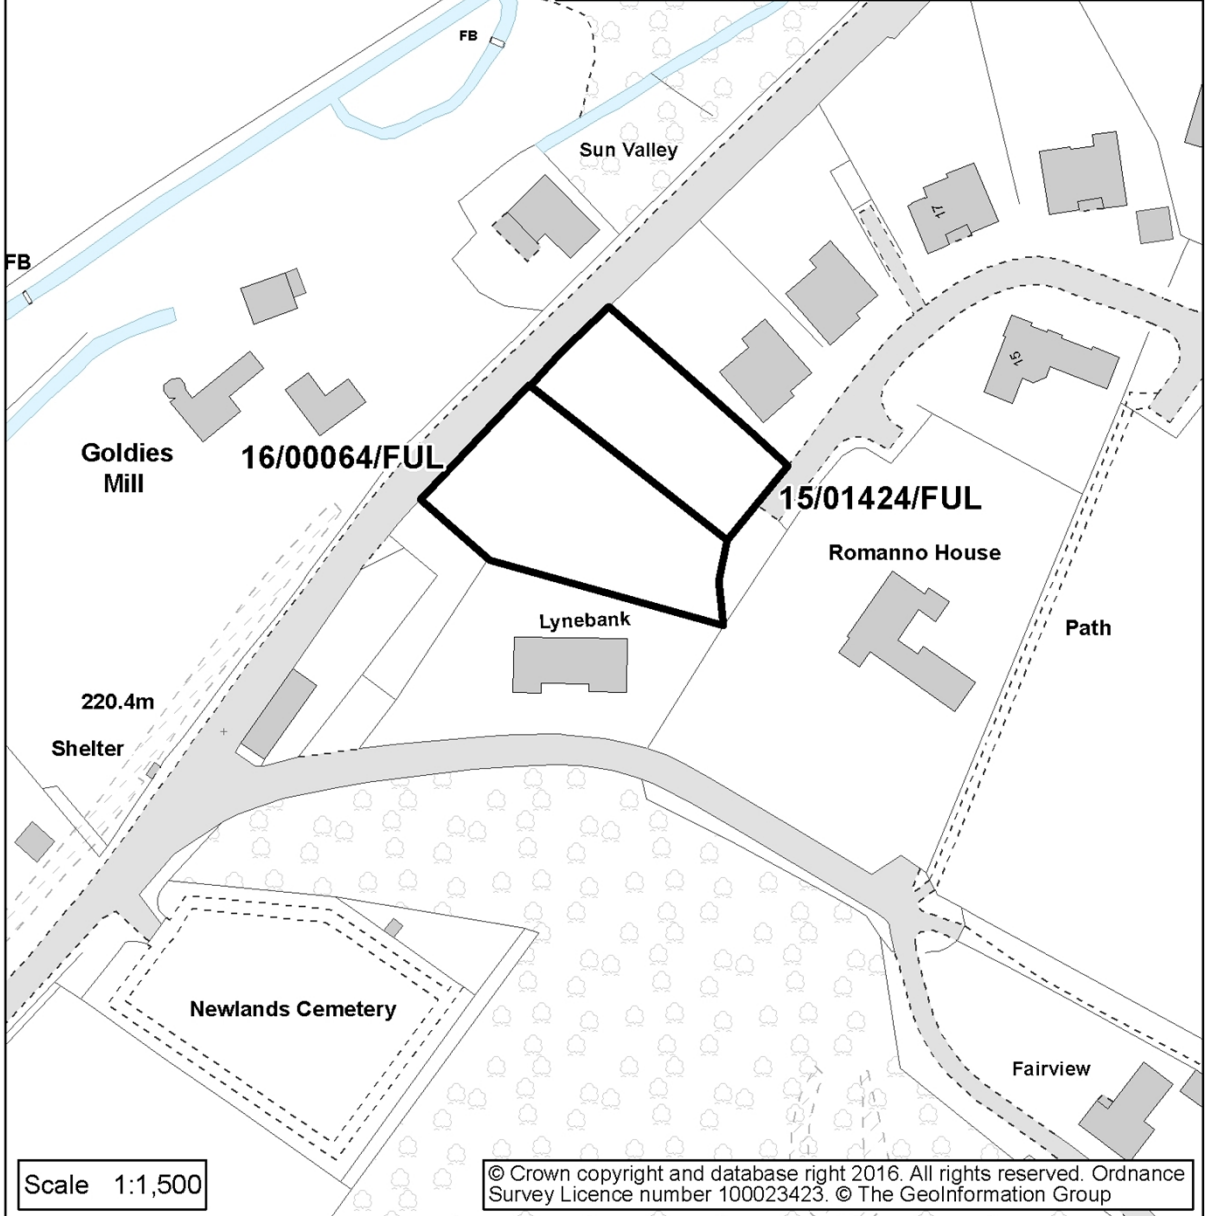 FB
Sun Valley
17
FB
15
Goldies
Mill
16/00064/FUL
15/01424/FUL
Romanno House
Lynebank
Path
220.4m
Shelter
Newlands Cemetery
Fairview
Scale 1:1,500
© Crown copyright and database right 2016. All rights reserved. Ordnance
Survey Licence number 100023423. © The GeoInformation Group